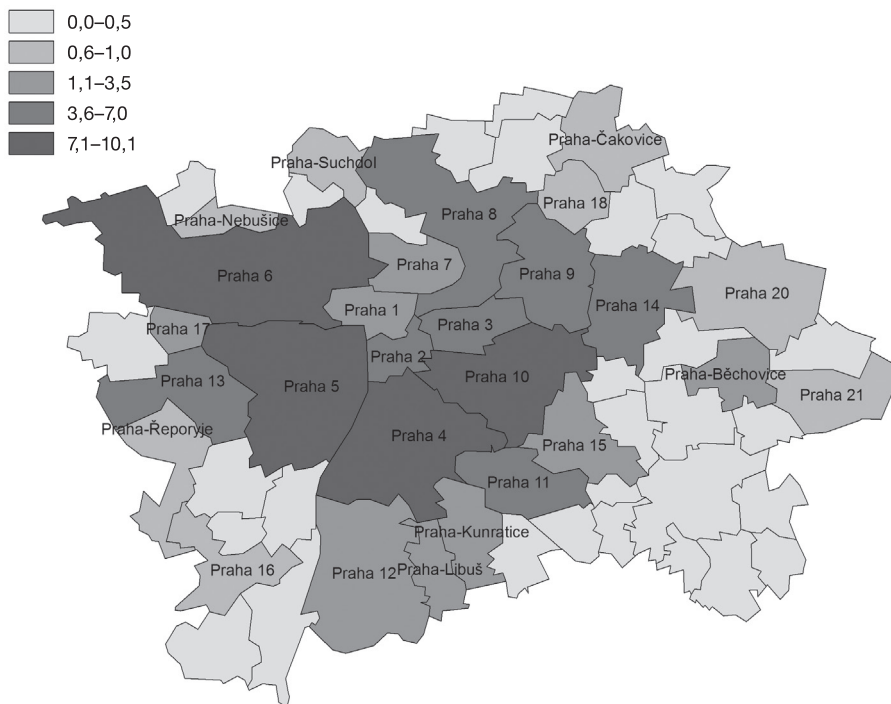 0,0–0,5
0,6–1,0
1,1–3,5
3,6–7,0
7,1–10,1
Praha-Čakovice
Praha-Suchdol
Praha 18
Praha 8
Praha-Nebušice
Praha 7
Praha 6
Praha 9
Praha 20
Praha 14
Praha 1
Praha 3
Praha 17
Praha 2
Praha 10
Praha-Běchovice
Praha 13
Praha 5
Praha 21
Praha-Řeporyje
Praha 4
Praha 15
Praha 11
Praha-Kunratice
Praha 16
Praha 12
Praha-Libuš